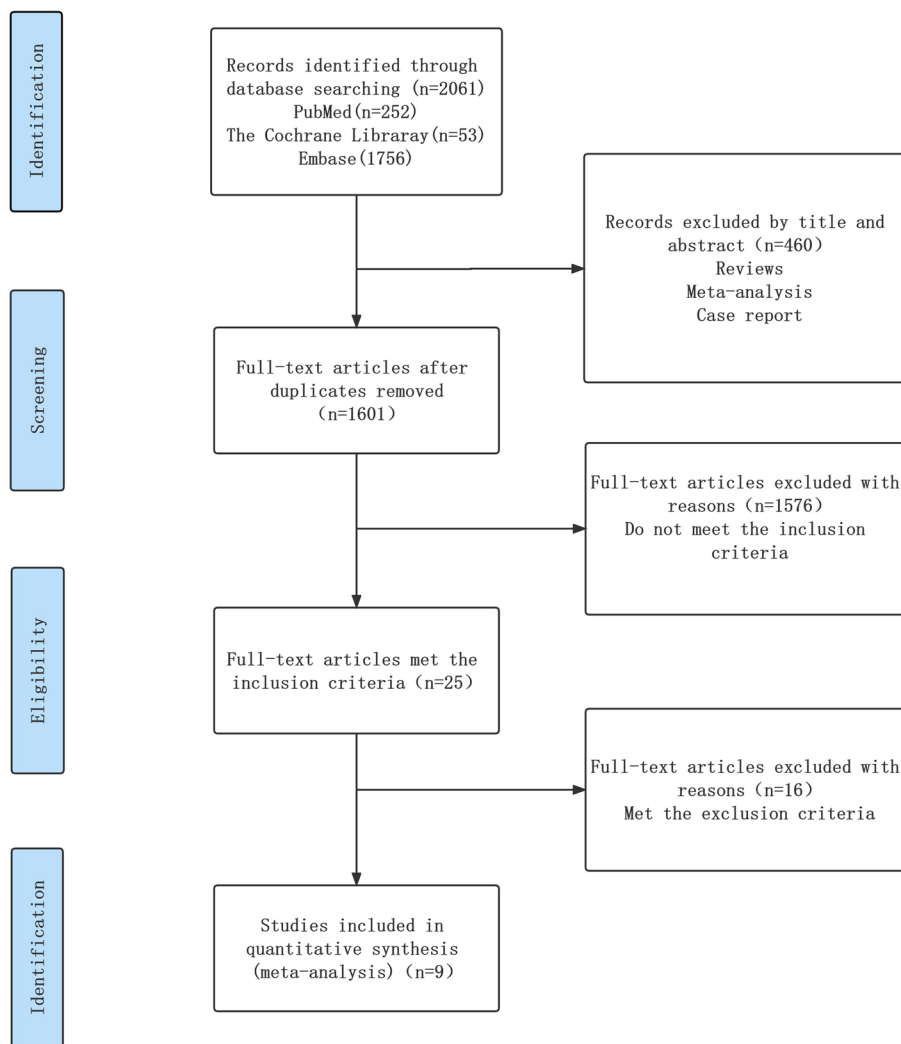 Identification
Records identified through
database searching (n=2061)
PubMed(n=252)
The Cochrane Libraray(n=53)
Embase(1756)
Records excluded by title and
abstract（n=460）
Reviews
Meta-analysis
Case report
Screening
Full-text articles after
duplicates removed
（n=1601）
Full-text articles excluded with
reasons（n=1576）
Do not meet the inclusion
criteria
Eligibility
Full-text articles met the
inclusion criteria（n=25）
Full-text articles excluded with
reasons（n=16）
Met the exclusion criteria
Identification
Studies included in
quantitative synthesis
(meta-analysis)（n=9）